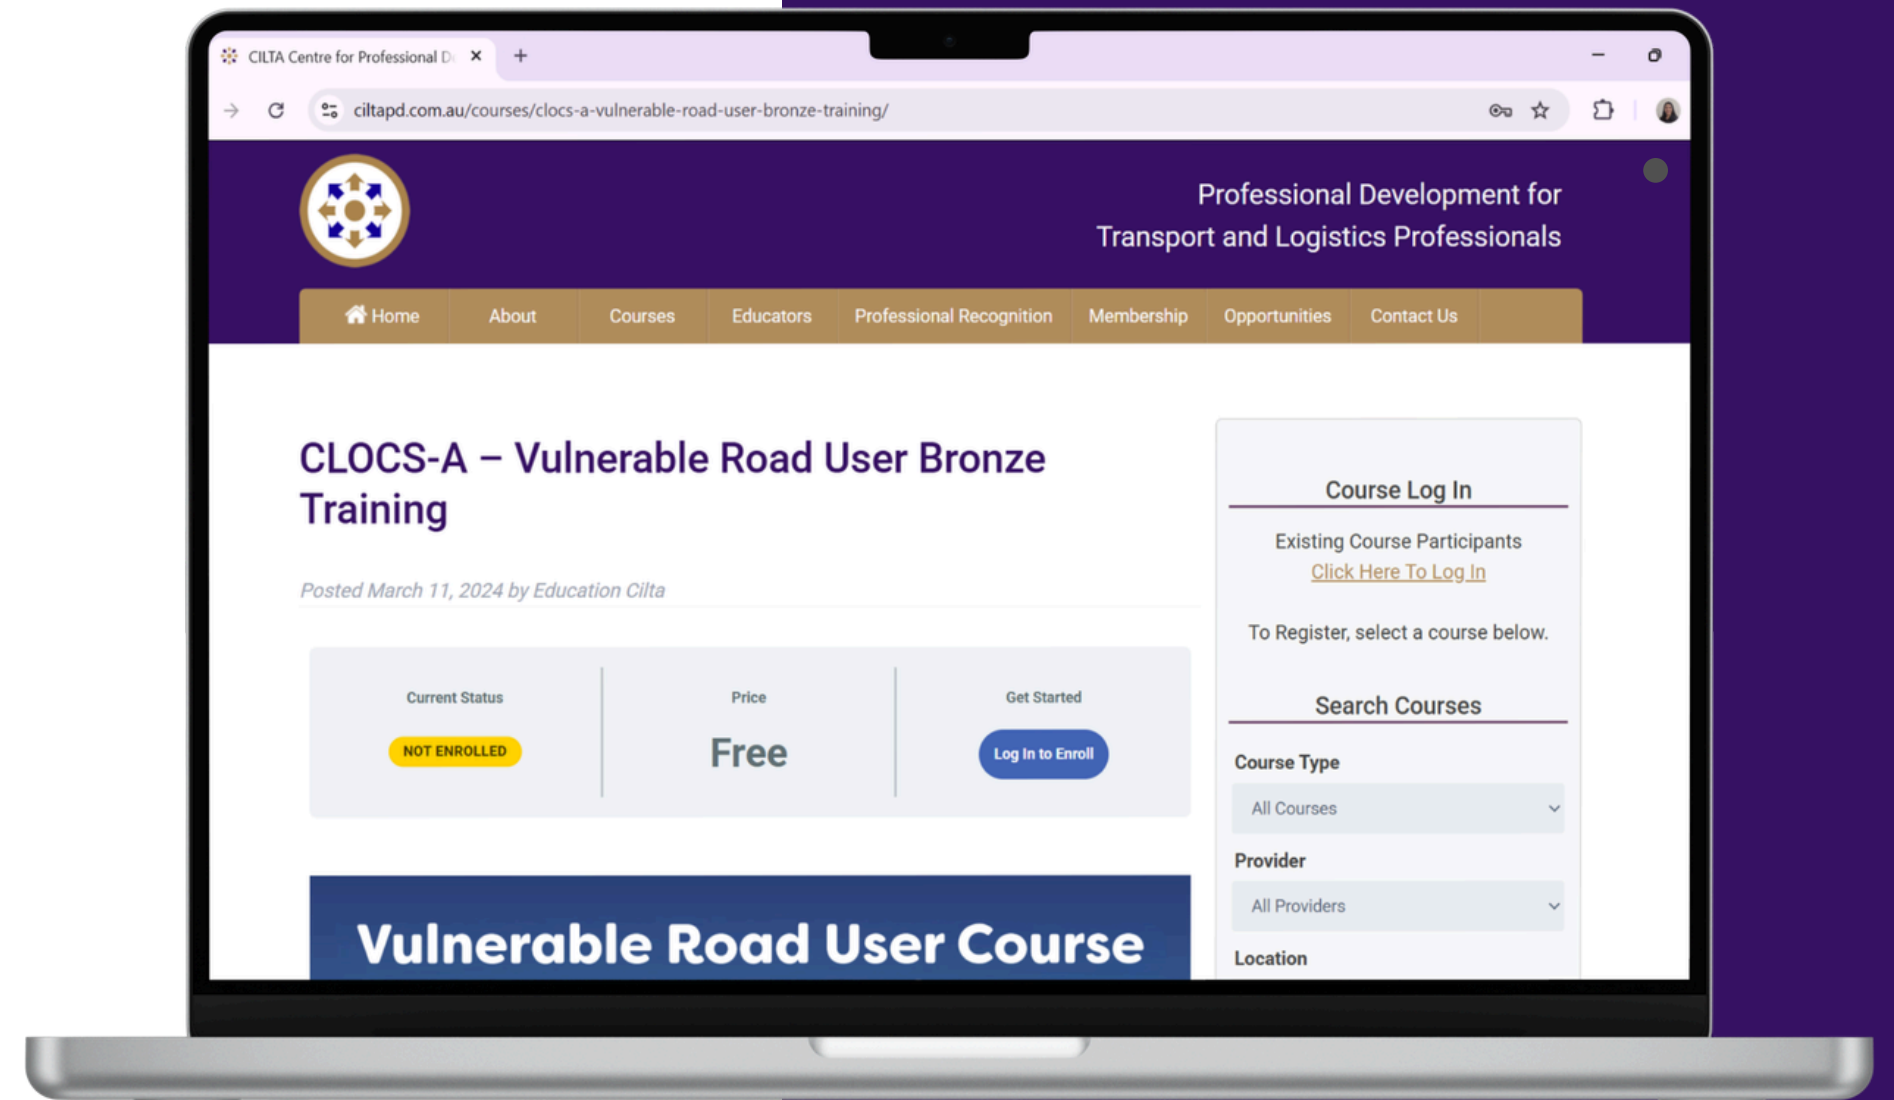 CILTA Centre for Professional D
ciltapd.com.au/courses/clocs-a-vulnerable-road-user-bronze-training/
Professional Development for
Transport and Logistics Professionals
Home About Courses Educators Professional Recognition Membership Opportunities Contact Us
CLOCS-A – Vulnerable Road User Bronze
Training
Posted March 11, 2024 by Education Cilta
Current Status Price Get Started
NOT ENROLLED Free Log In to Enroll
Vulnerable Road User Course
Course Log In
Existing Course Participants
Click Here To Log In
To Register, select a course below.
Search Courses
Course Type
All Courses
Provider
All Providers
Location